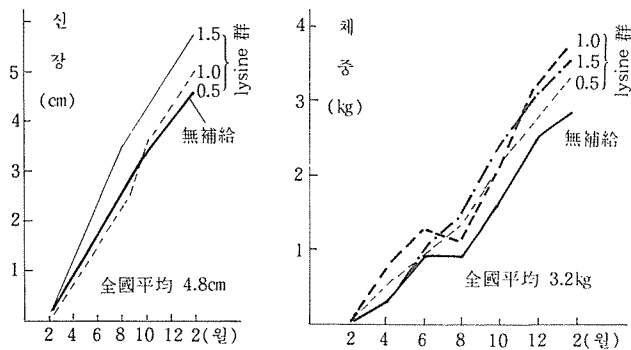 신
장
(cm)
5
4
3
2
1
1.5
1.0
0.5
lysine 群
無補給
全國平均 4.8cm
2 4 6 8 10 12 2(월)
체
중
(kg)
4
3
2
1
1.0
1.5
0.5
lysine 群
無補給
全國平均 3.2kg
2 4 6 8 10 12 2(월)